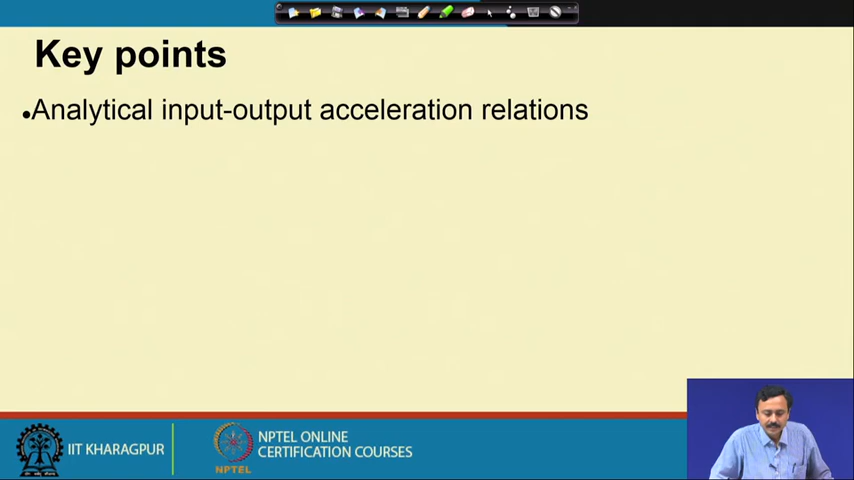 Key points
•Analytical input-output acceleration relations
IIT KHARAGPUR
NPTEL
NPTEL ONLINE
CERTIFICATION COURSES